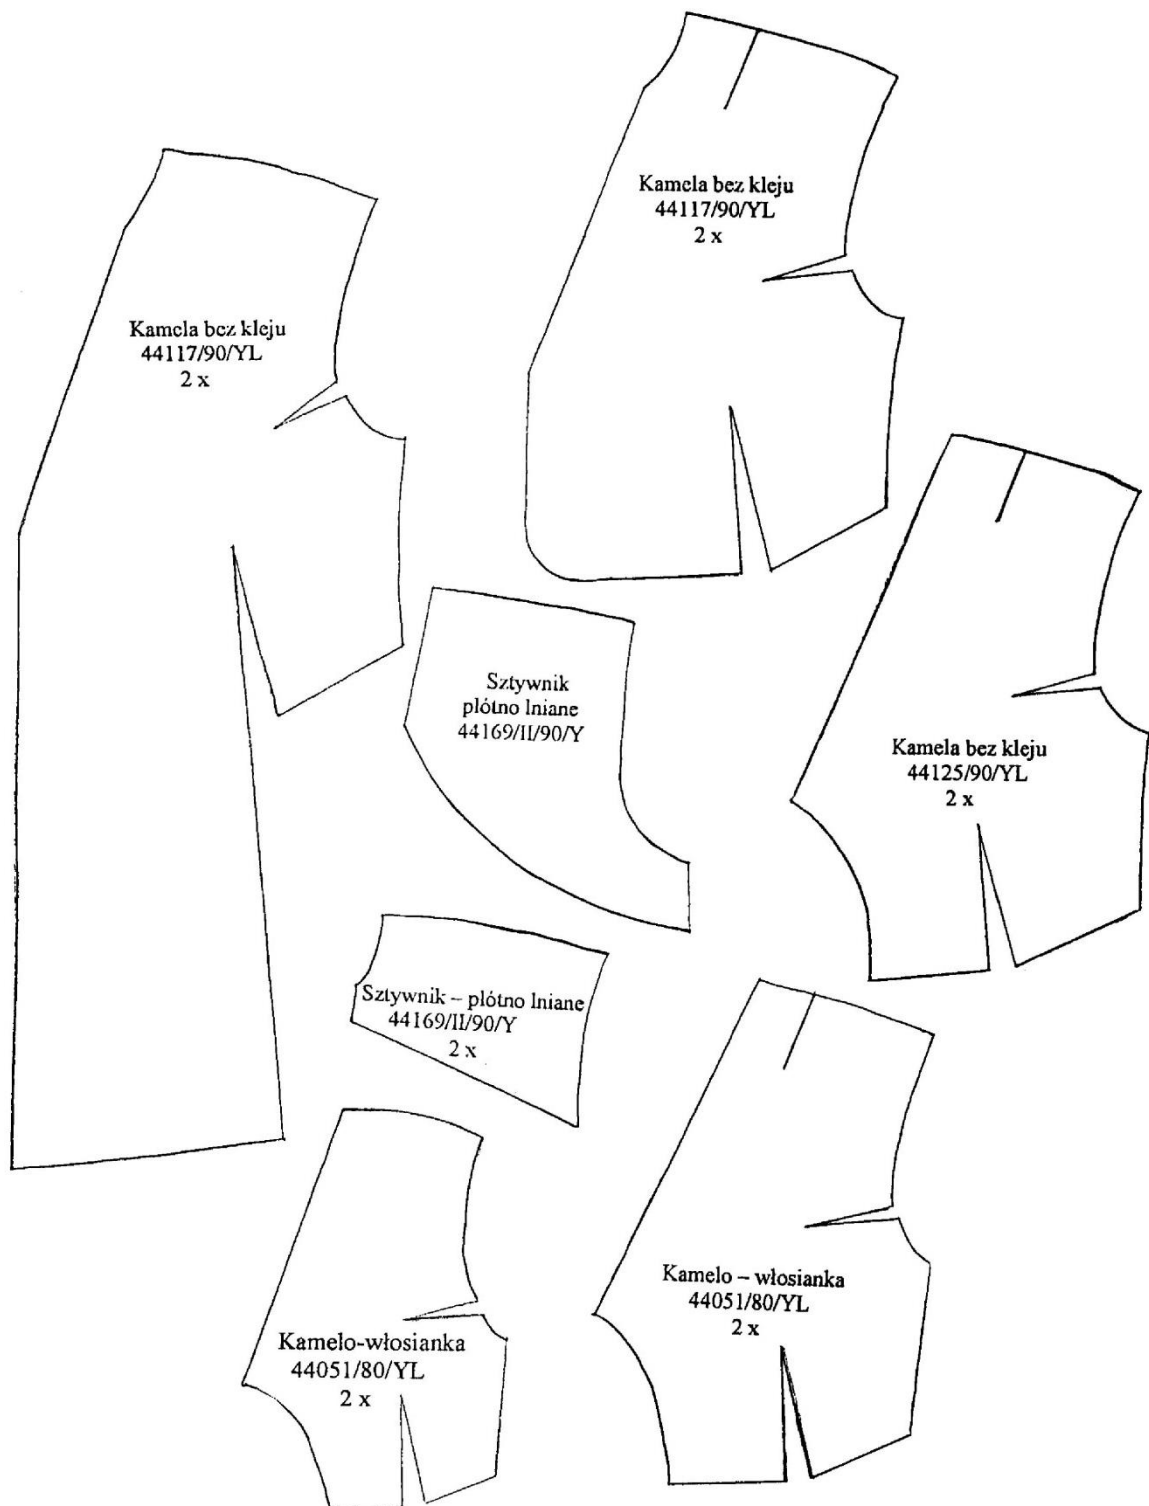 Kamela bez kleju
44117/90/YL
2 x
Kamela bez kleju
44117/90/YL
2 x
Sztywnik
płótno lniane
44169/II/90/Y
Kamela bez kleju
44125/90/YL
2 x
Sztywnik – płótno lniane
44169/II/90/Y
2 x
Kamelo – włosianka
44051/80/YL
2 x
Kamelo-włosianka
44051/80/YL
2 x